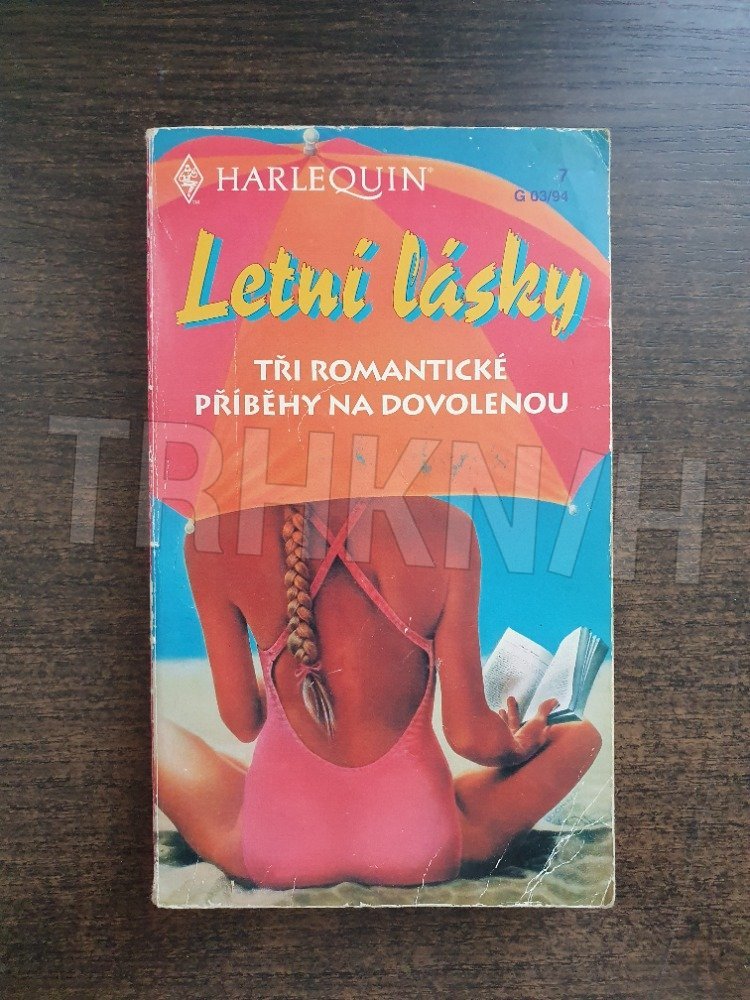 HARLEQUIN®
7
G 03/94
Letní lásky
TŘI ROMANTICKÉ
PŘÍBĚHY NA DOVOLENOU
TRHKNIH